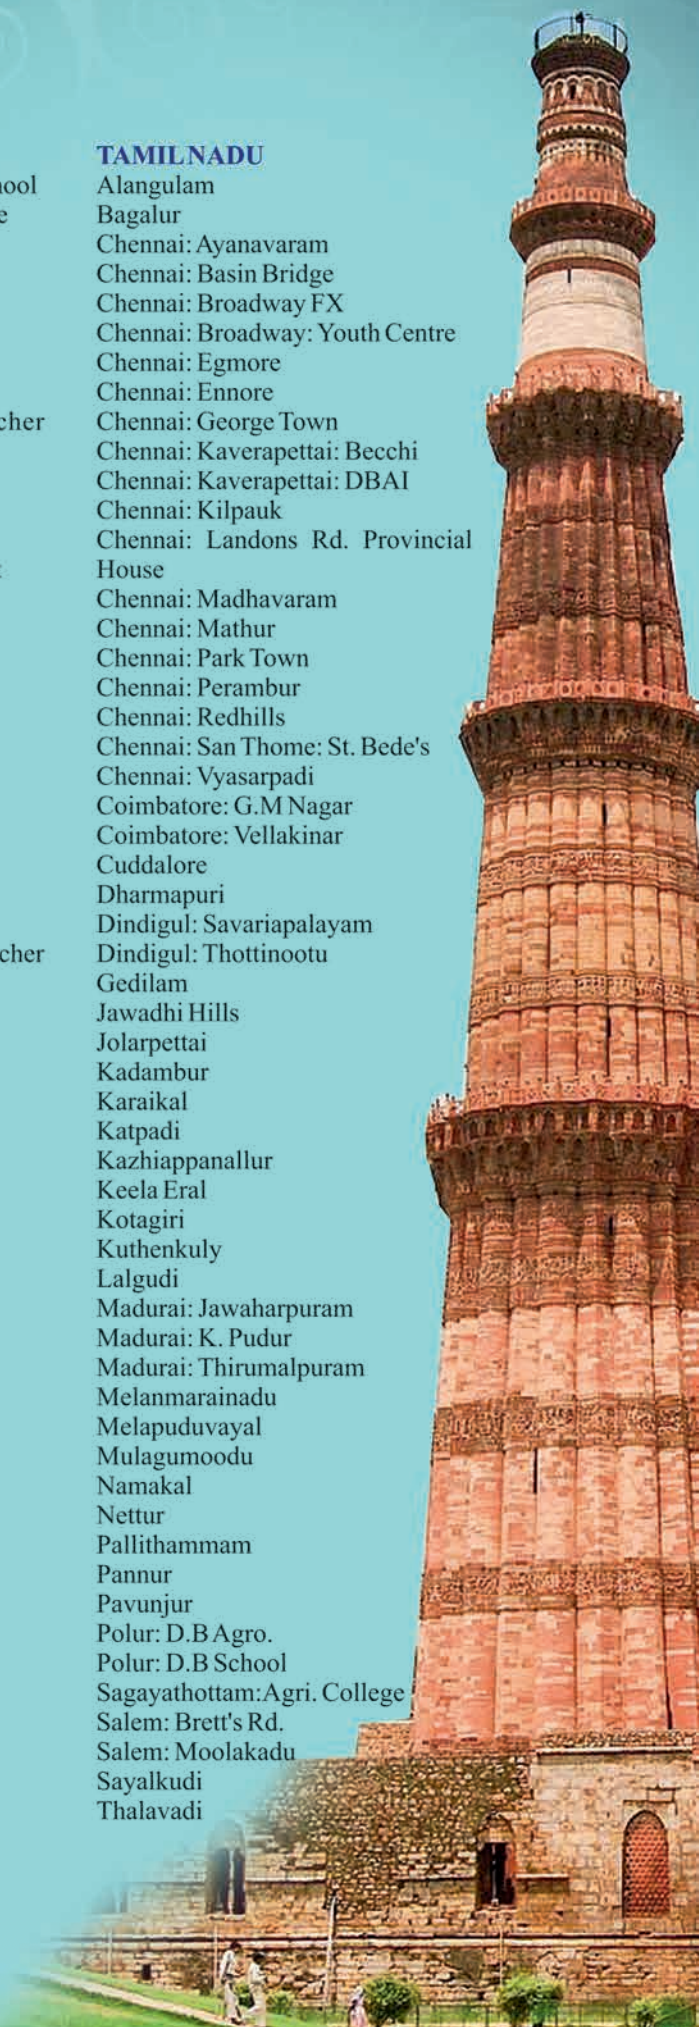 TAMIL NADU
Alangulam
Bagalur
Chennai: Ayanavaram
Chennai: Basin Bridge
Chennai: Broadway FX
Chennai: Broadway: Youth Centre
Chennai: Egmore
Chennai: Ennore
Chennai: George Town
Chennai: Kaverapettai: Becchi
Chennai: Kaverapettai: DBAI
Chennai: Kilpauk
Chennai: Landons Rd. Provincial
House
Chennai: Madhavaram
Chennai: Mathur
Chennai: Park Town
Chennai: Perambur
Chennai: Redhills
Chennai: San Thome: St. Bede's
Chennai: Vyasarpadi
Coimbatore: G.M Nagar
Coimbatore: Vellakinar
Cuddalore
Dharmapuri
Dindigul: Savariapalayam
Dindigul: Thottinootu
Gedilam
Jawadhi Hills
Jolarpettai
Kadambur
Karaikal
Katpadi
Kazhiappanallur
Keela Eral
Kotagiri
Kuthenkuly
Lalgudi
Madurai: Jawaharpuram
Madurai: K. Pudur
Madurai: Thirumalpuram
Melanmarainadu
Melapuduvayal
Mulagumoodu
Namakal
Nettur
Pallithammam
Pannur
Pavunjur
Polur: D.B Agro.
Polur: D.B School
Sagayathottam:Agri. College
Salem: Brett's Rd.
Salem: Moolakadu
Sayalkudi
Thalavadi